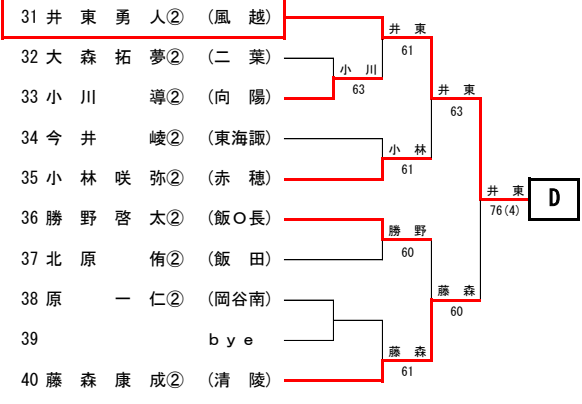 31 井 東 勇 人② (風 越)
井 東
61
32 大 森 拓 夢② (二 葉)
小 川
63
33 小 川 導② (向 陽)
井 東
63
34 今 井 崚② (東海諏)
小 林
61
35 小 林 咲 弥② (赤 穂)
井 東
76(4)
D
36 勝 野 啓 太② (飯O長)
勝 野
60
37 北 原 侑② (飯 田)
藤 森
60
38 原 一 仁② (岡谷南)
39 bye
藤 森
61
40 藤 森 康 成② (清 陵)